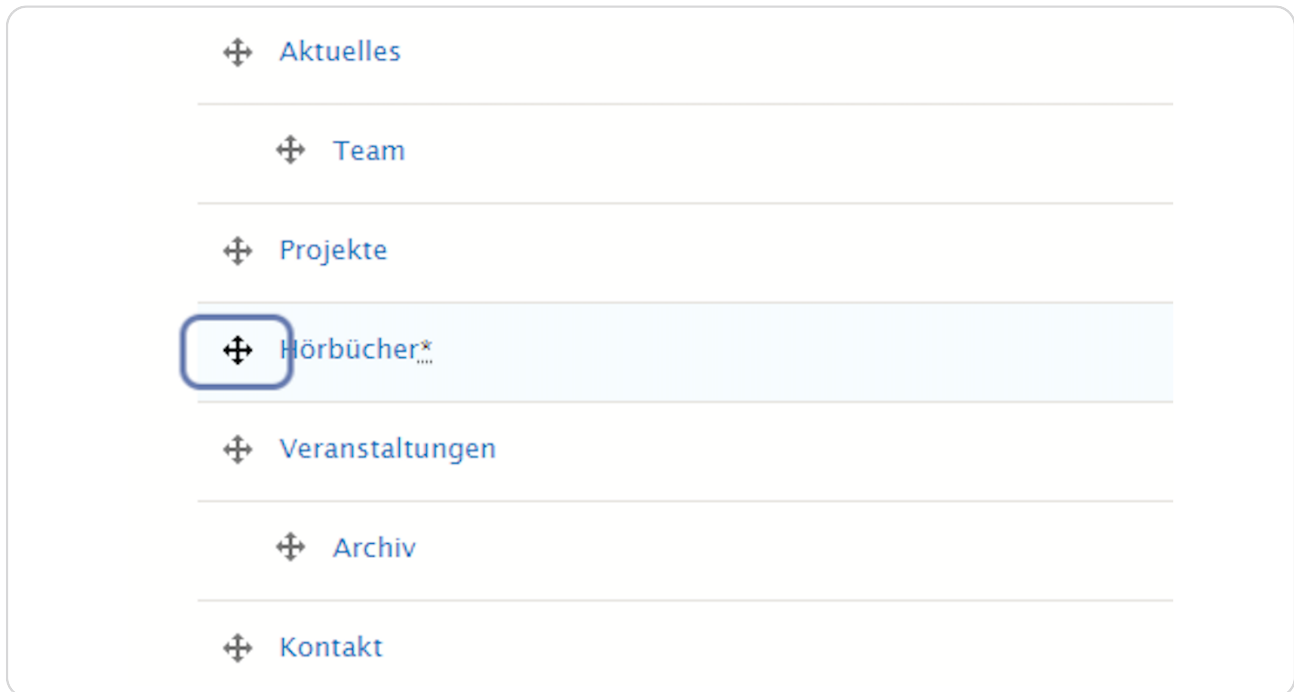 Aktuelles
Team
Projekte
Hörbücher*
Veranstaltungen
Archiv
Kontakt